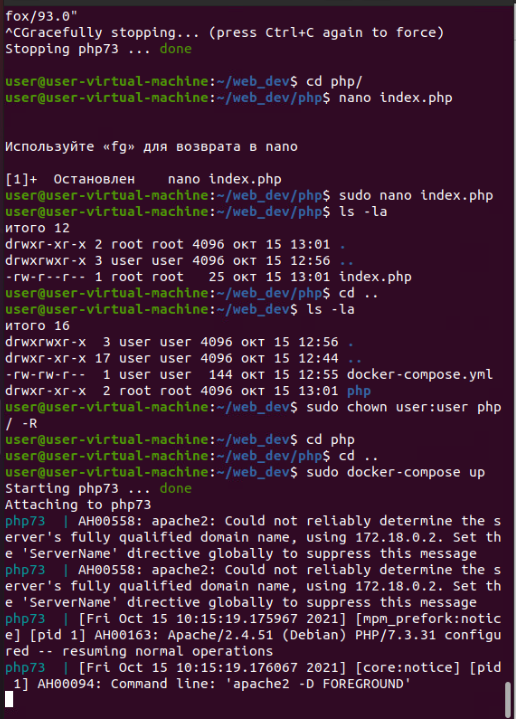 fox/93.0"
^CGracefully stopping... (press Ctrl+C again to force)
Stopping php73 ... done
user@user-virtual-machine:~/web_dev$ cd php/
user@user-virtual-machine:~/web_dev/php$ nano index.php
Используйте «fg» для возврата в nano
[1]+  Остановлен    nano index.php
user@user-virtual-machine:~/web_dev/php$ sudo nano index.php
user@user-virtual-machine:~/web_dev/php$ ls -la
итого 12
drwxr-xr-x 2 root root 4096 окт 15 13:01 .
drwxrwxr-x 3 user user 4096 окт 15 12:56 ..
-rw-r--r-- 1 root root   25 окт 15 13:01 index.php
user@user-virtual-machine:~/web_dev/php$ cd ..
user@user-virtual-machine:~/web_dev$ ls -la
итого 16
drwxrwxr-x  3 user user 4096 окт 15 12:56 .
drwxr-xr-x 17 user user 4096 окт 15 12:44 ..
-rw-rw-r--  1 user user  144 окт 15 12:55 docker-compose.yml
drwxr-xr-x  2 root root 4096 окт 15 13:01 php
user@user-virtual-machine:~/web_dev$ sudo chown user:user php
/ -R
user@user-virtual-machine:~/web_dev$ cd php
user@user-virtual-machine:~/web_dev/php$ cd ..
user@user-virtual-machine:~/web_dev$ sudo docker-compose up
Starting php73 ... done
Attaching to php73
php73  | AH00558: apache2: Could not reliably determine the s
erver's fully qualified domain name, using 172.18.0.2. Set th
e 'ServerName' directive globally to suppress this message
php73  | AH00558: apache2: Could not reliably determine the s
erver's fully qualified domain name, using 172.18.0.2. Set th
e 'ServerName' directive globally to suppress this message
php73  | [Fri Oct 15 10:15:19.175967 2021] [mpm_prefork:notic
e] [pid 1] AH00163: Apache/2.4.51 (Debian) PHP/7.3.31 configu
red -- resuming normal operations
php73  | [Fri Oct 15 10:15:19.176067 2021] [core:notice] [pid
 1] AH00094: Command line: 'apache2 -D FOREGROUND'